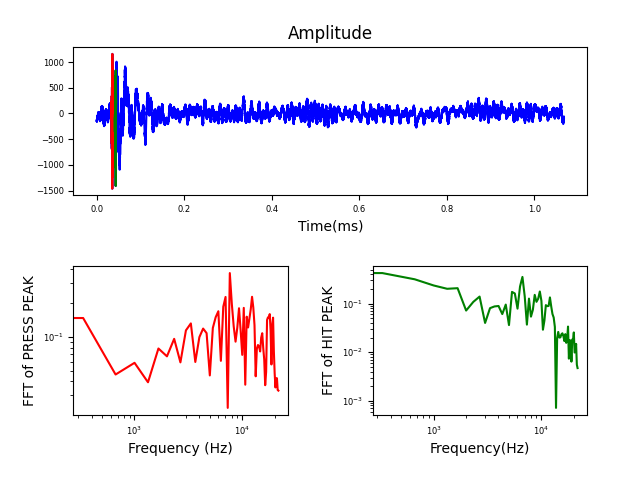 Amplitude
1000
500
0
−500
−1000
−1500
0.0 0.2 0.4 0.6 0.8 1.0
Time(ms)
FFT of PRESS PEAK
10⁻¹
10³ 10⁴
Frequency (Hz)
FFT of HIT PEAK
10⁻¹
10⁻²
10⁻³
10³ 10⁴
Frequency(Hz)